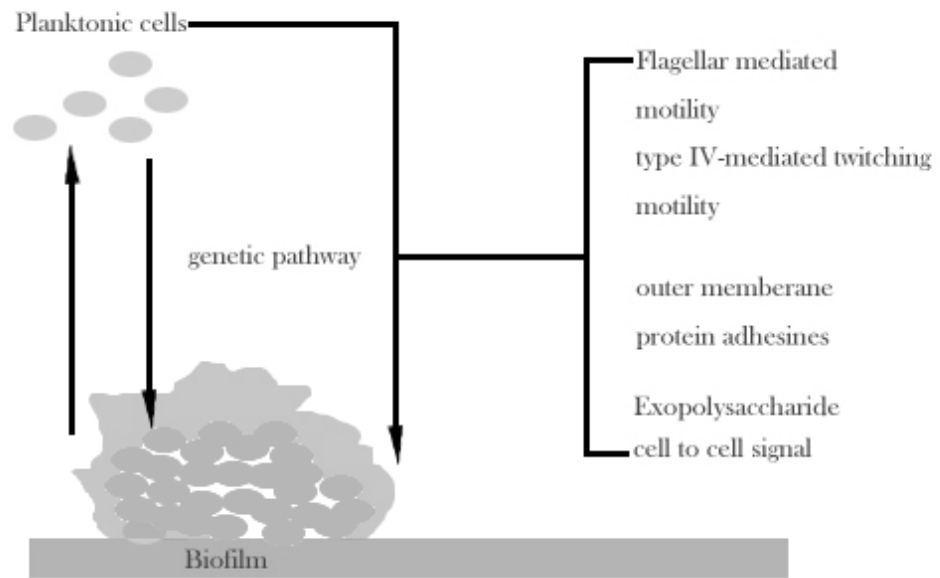 Planktonic cells
genetic pathway
Biofilm
Flagellar mediated
motility
type IV-mediated twitching
motility
outer memberane
protein adhesines
Exopolysaccharide
cell to cell signal